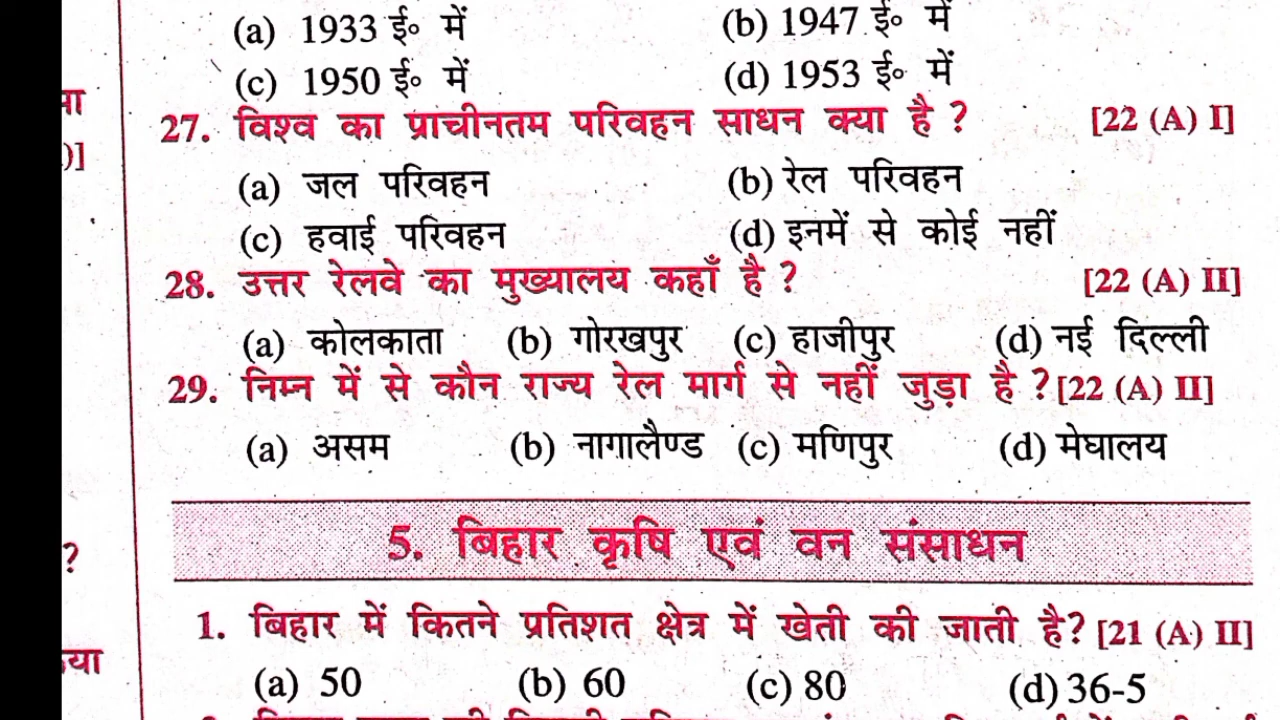 (a) 1933 ई० में (b) 1947 ई० में
(c) 1950 ई० में (d) 1953 ई० में
27. विश्व का प्राचीनतम परिवहन साधन क्या है ? [22 (A) I]
(a) जल परिवहन (b) रेल परिवहन
(c) हवाई परिवहन (d) इनमें से कोई नहीं
28. उत्तर रेलवे का मुख्यालय कहाँ है ? [22 (A) II]
(a) कोलकाता (b) गोरखपुर (c) हाजीपुर (d) नई दिल्ली
29. निम्न में से कौन राज्य रेल मार्ग से नहीं जुड़ा है ? [22 (A) II]
(a) असम (b) नागालैण्ड (c) मणिपुर (d) मेघालय
5. बिहार कृषि एवं वन संसाधन
1. बिहार में कितने प्रतिशत क्षेत्र में खेती की जाती है? [21 (A) II]
(a) 50 (b) 60 (c) 80 (d) 36-5
)]
?